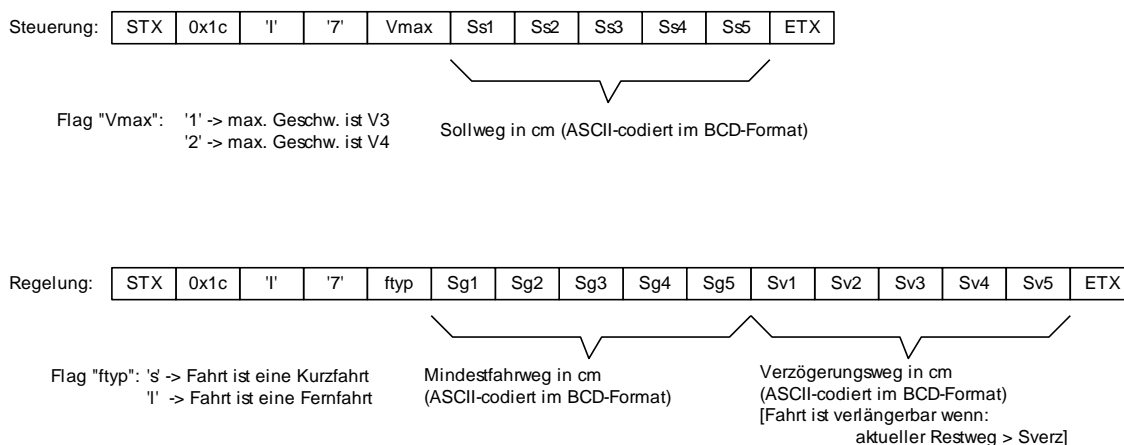 Steuerung: STX 0x1c 'I' '7' Vmax Ss1 Ss2 Ss3 Ss4 Ss5 ETX
Flag "Vmax": '1' -> max. Geschw. ist V3
'2' -> max. Geschw. ist V4
Sollweg in cm (ASCII-codiert im BCD-Format)
Regelung: STX 0x1c 'I' '7' ftyp Sg1 Sg2 Sg3 Sg4 Sg5 Sv1 Sv2 Sv3 Sv4 Sv5 ETX
Flag "ftyp": 's' -> Fahrt ist eine Kurzfahrt
'l' -> Fahrt ist eine Fernfahrt
Mindestfahrweg in cm
(ASCII-codiert im BCD-Format)
Verzögerungsweg in cm
(ASCII-codiert im BCD-Format)
[Fahrt ist verlängerbar wenn:
aktueller Restweg > Sverz]